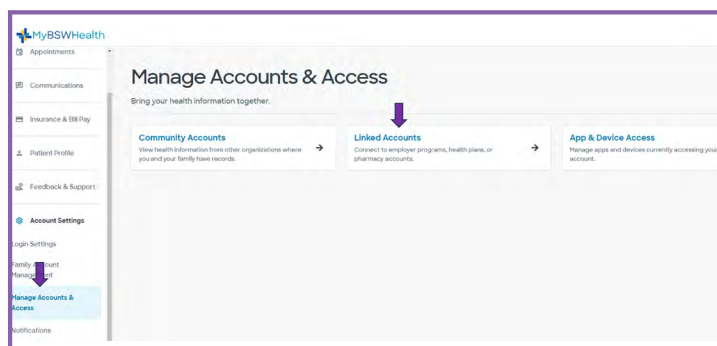 MyBSWHealth
Appointments
Communications
Insurance & Bill Pay
Patient Profile
Feedback & Support
Account Settings
Login Settings
Family Account
Management
Manage Accounts &
Access
Notifications
Manage Accounts & Access
Bring your health information together.
Community Accounts
View health information from other organizations where
you and your family have records.
Linked Accounts
Connect to employer programs, health plans, or
pharmacy accounts.
App & Device Access
Manage apps and devices currently accessing your
account.